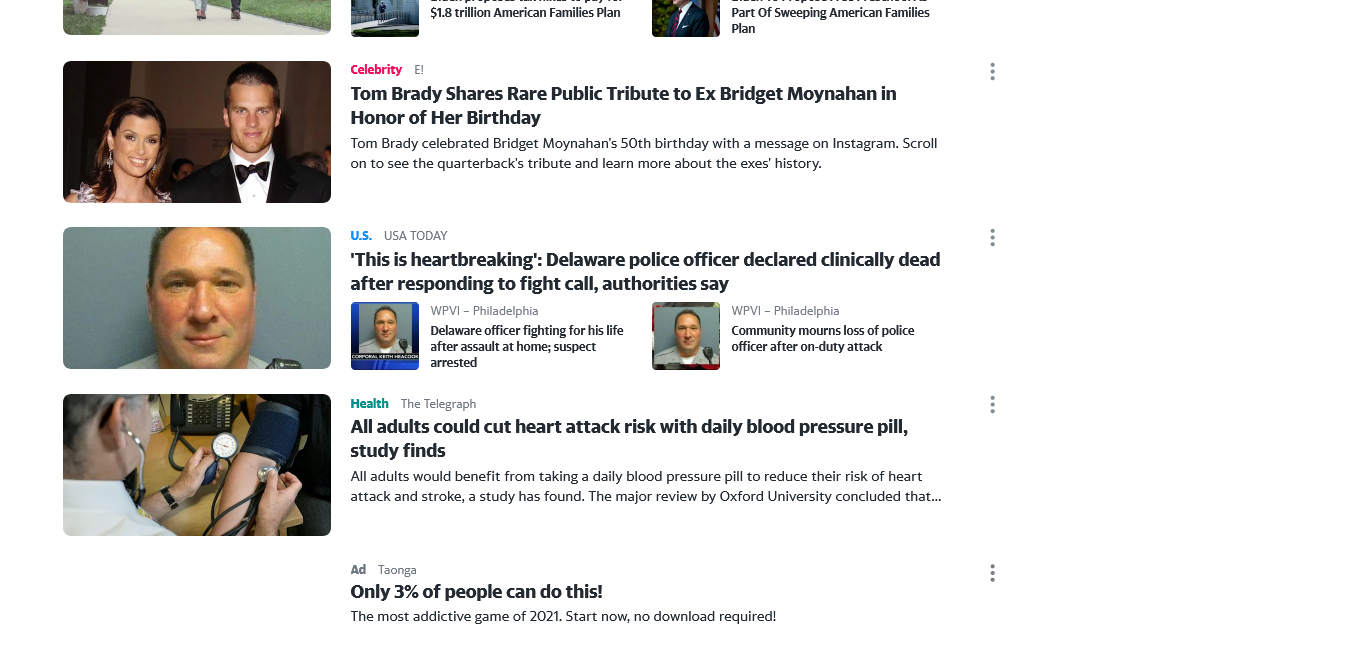 $1.8 trillion American Families Plan
Part Of Sweeping American Families
Plan
Celebrity E!
Tom Brady Shares Rare Public Tribute to Ex Bridget Moynahan in
Honor of Her Birthday
Tom Brady celebrated Bridget Moynahan's 50th birthday with a message on Instagram. Scroll
on to see the quarterback's tribute and learn more about the exes' history.
U.S. USA TODAY
'This is heartbreaking': Delaware police officer declared clinically dead
after responding to fight call, authorities say
WPVI – Philadelphia
Delaware officer fighting for his life
after assault at home; suspect
arrested
CORPORAL KEITH HEACOOK
WPVI – Philadelphia
Community mourns loss of police
officer after on-duty attack
Health The Telegraph
All adults could cut heart attack risk with daily blood pressure pill,
study finds
All adults would benefit from taking a daily blood pressure pill to reduce their risk of heart
attack and stroke, a study has found. The major review by Oxford University concluded that...
Ad Taonga
Only 3% of people can do this!
The most addictive game of 2021. Start now, no download required!